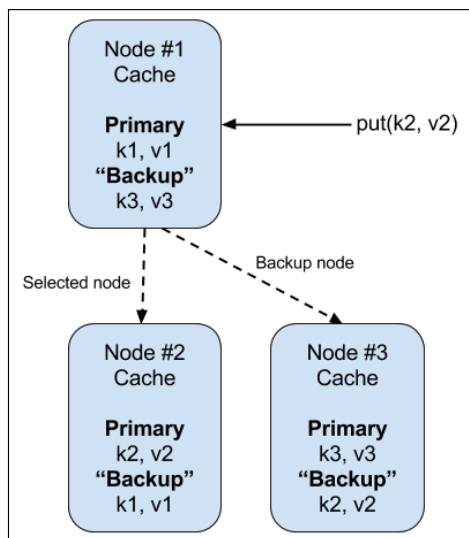 Node #1
Cache
Primary
k1, v1
“Backup”
k3, v3
put(k2, v2)
Selected node
Backup node
Node #2
Cache
Primary
k2, v2
“Backup”
k1, v1
Node #3
Cache
Primary
k3, v3
“Backup”
k2, v2